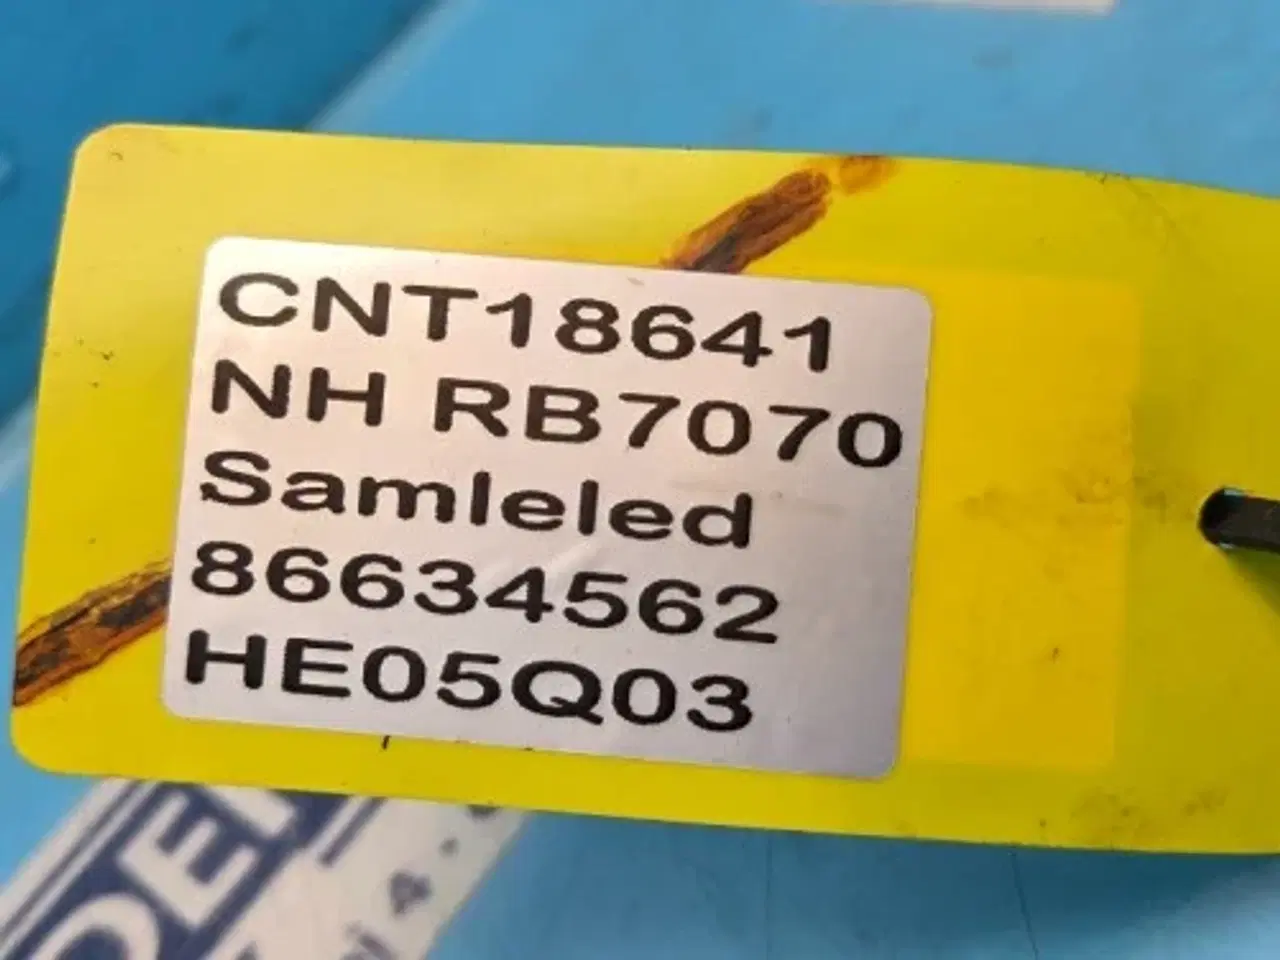 CNT18641
NH RB7070
Samleled
86634562
HE05Q03